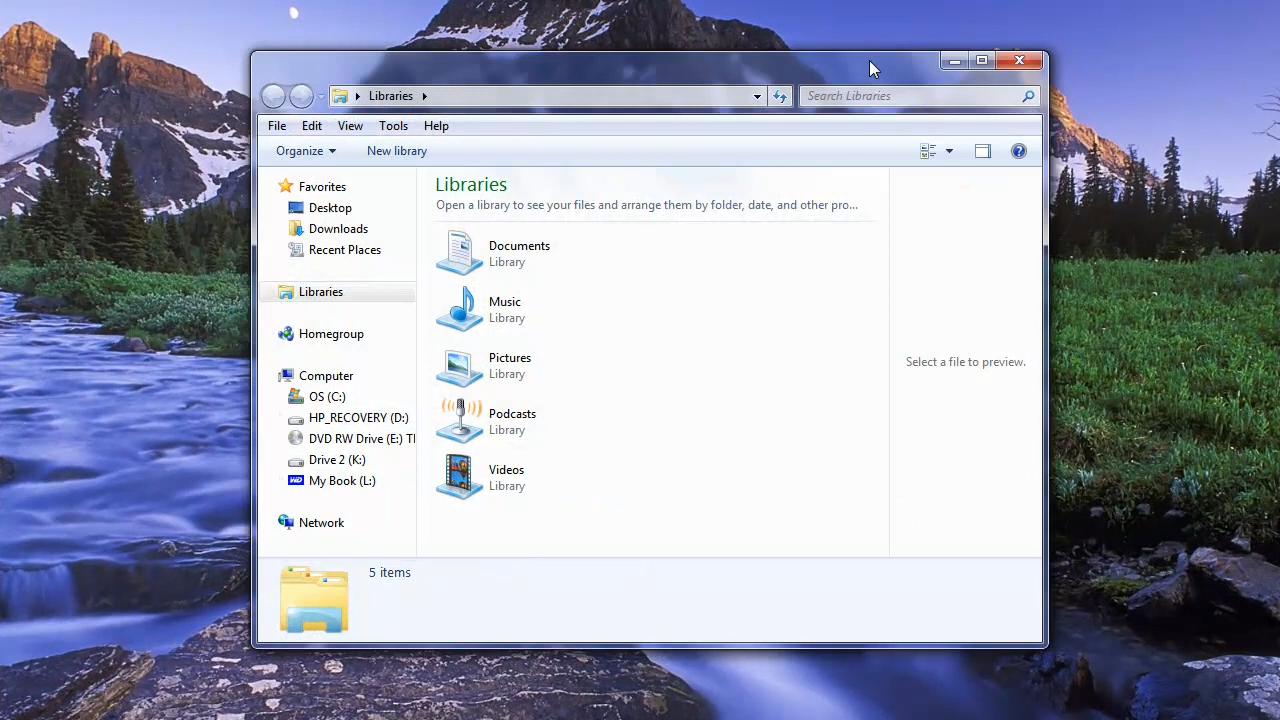 Libraries
Search Libraries
File Edit View Tools Help
Organize New library
Favorites
Desktop
Downloads
Recent Places
Libraries
Homegroup
Computer
OS (C:)
HP_RECOVERY (D:)
DVD RW Drive (E:) TI
Drive 2 (K:)
WD My Book (L:)
Network
Libraries
Open a library to see your files and arrange them by folder, date, and other pro...
Documents
Library
Music
Library
Pictures
Library
Podcasts
Library
Videos
Library
Select a file to preview.
5 items